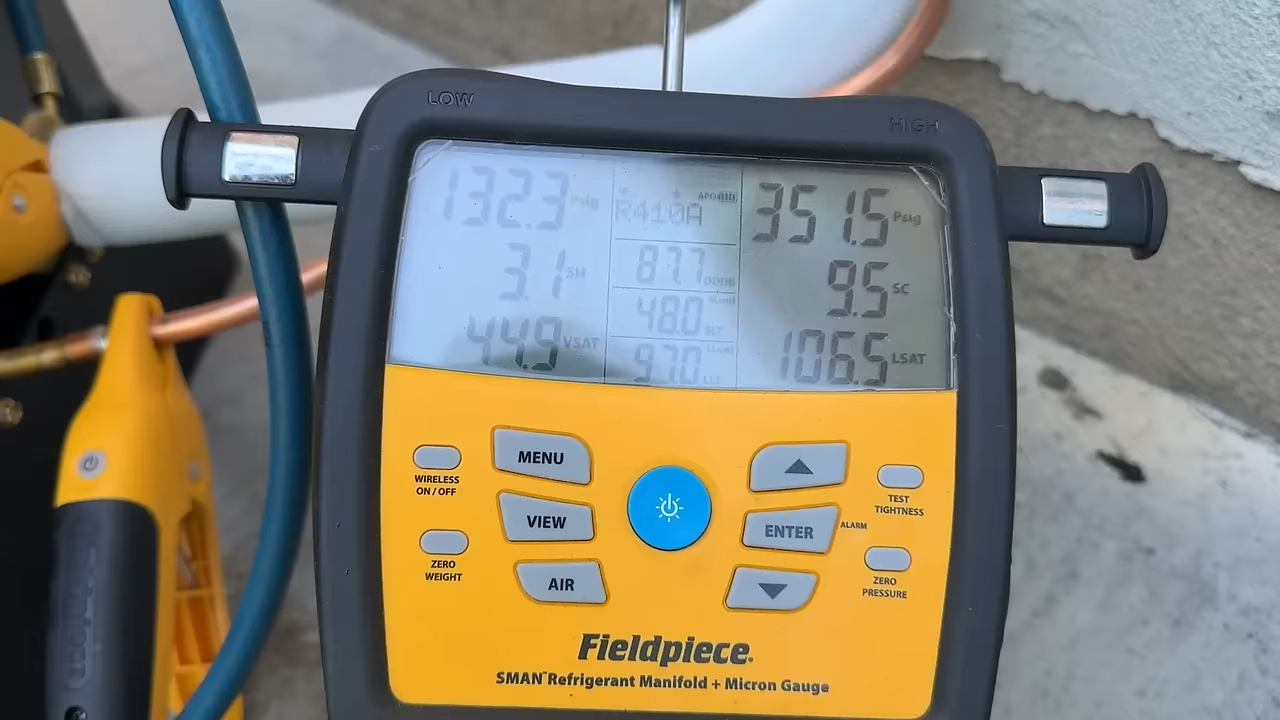 LOW
HIGH
132.3 Psig
R410A
351.5 Psig
3.1 SH
87.7 ODDB
9.5 SC
48.0 SLT
44.9 VSAT
97.0 LLT
106.5 LSAT
WIRELESS
ON / OFF
MENU
TEST
TIGHTNESS
VIEW
ENTER
ALARM
ZERO
WEIGHT
AIR
ZERO
PRESSURE
Fieldpiece
SMAN™ Refrigerant Manifold + Micron Gauge